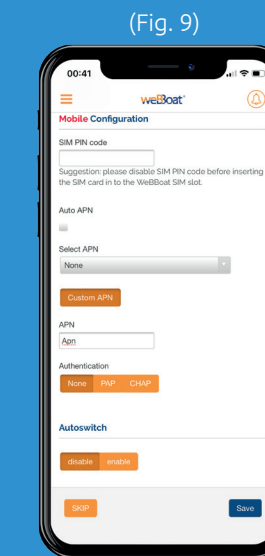 (Fig. 9)
00:41
weBBoat
Mobile Configuration
SIM PIN code
Suggestion: please disable SIM PIN code before inserting
the SIM card in to the WeBBoat SIM slot.
Auto APN
Select APN
None
Custom APN
APN
Apn
Authentication
None PAP CHAP
Autoswitch
disable enable
SKIP Save